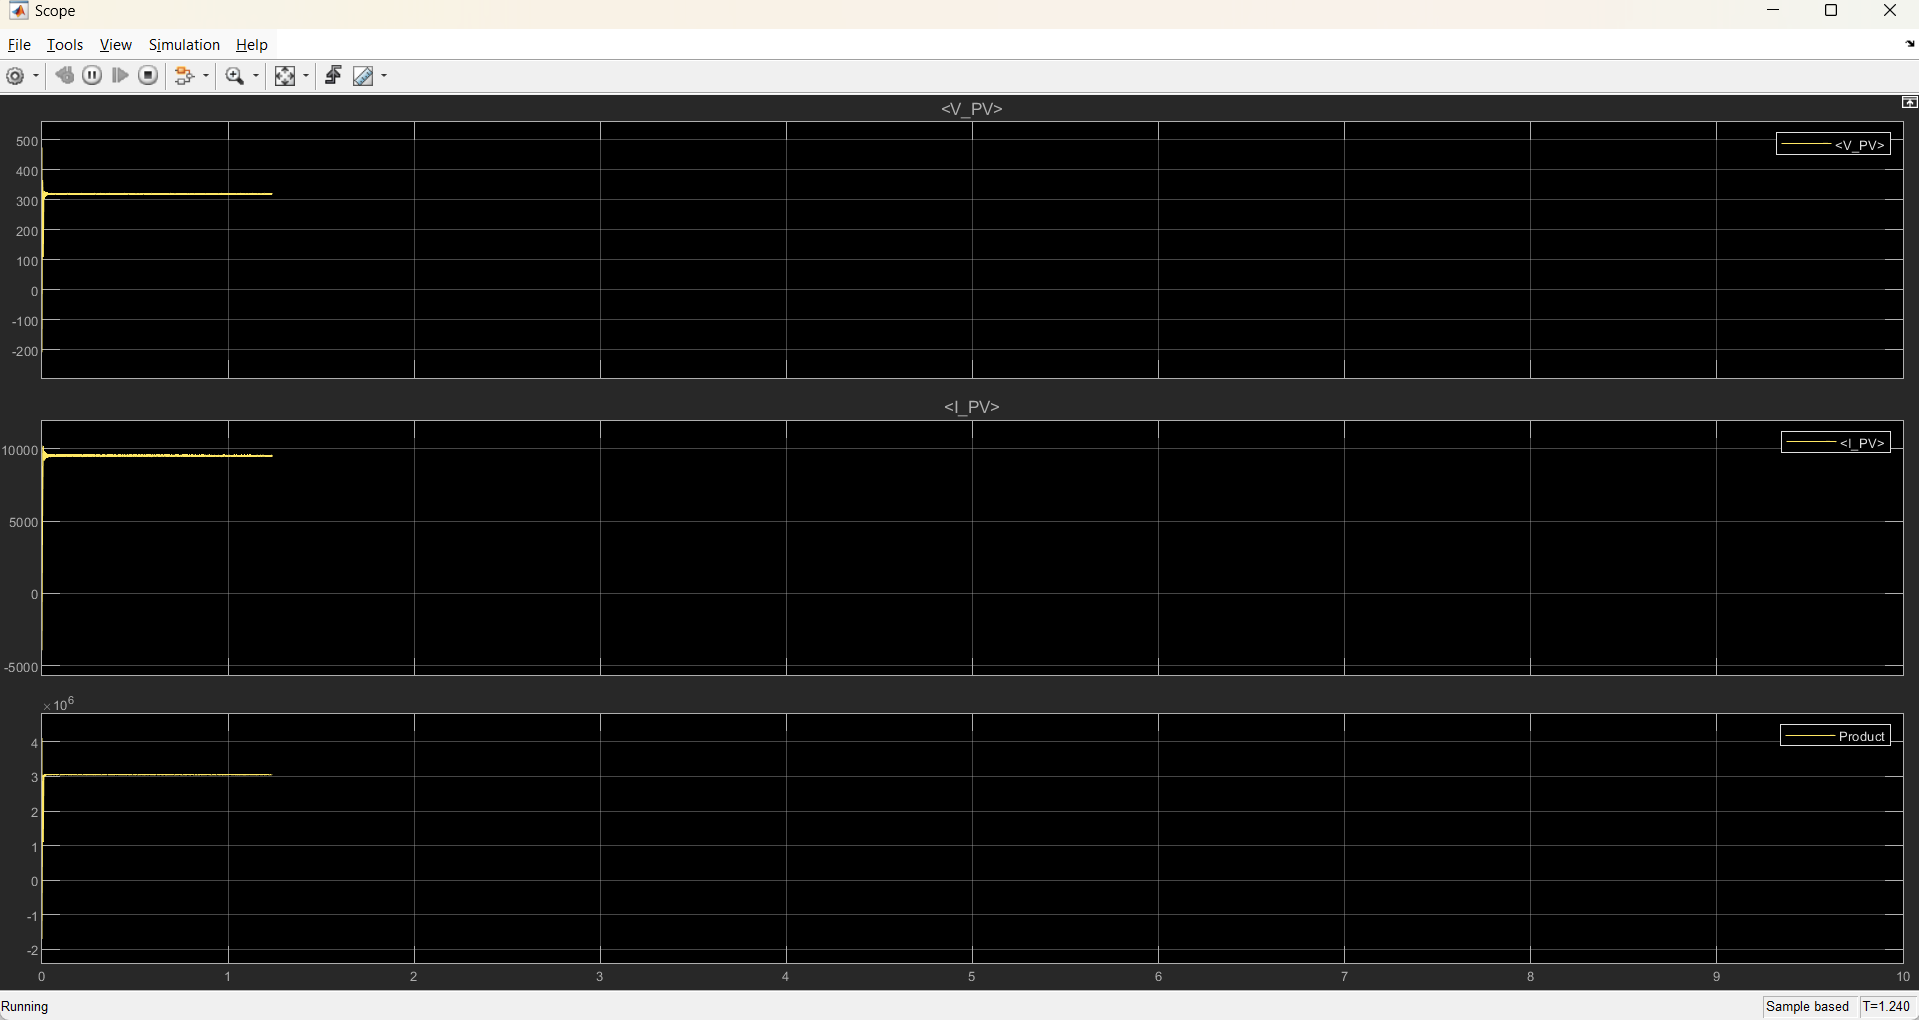 Scope
File Tools View Simulation Help
<V_PV>
<V_PV>
500
400
300
200
100
0
-100
-200
<I_PV>
<I_PV>
10000
5000
0
-5000
×10^6
Product
4
3
2
1
0
-1
-2
0 1 2 3 4 5 6 7 8 9 10
Running Sample based T=1.240